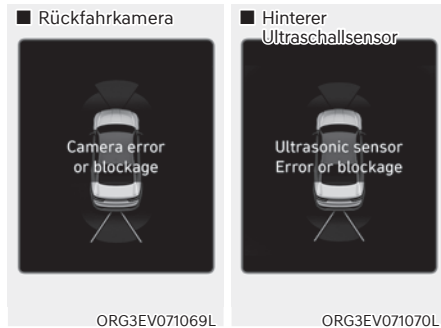 ■ Rückfahrkamera
Camera error
or blockage
ORG3EV071069L
■ Hinterer
Ultraschallsensor
Ultrasonic sensor
Error or blockage
ORG3EV071070L